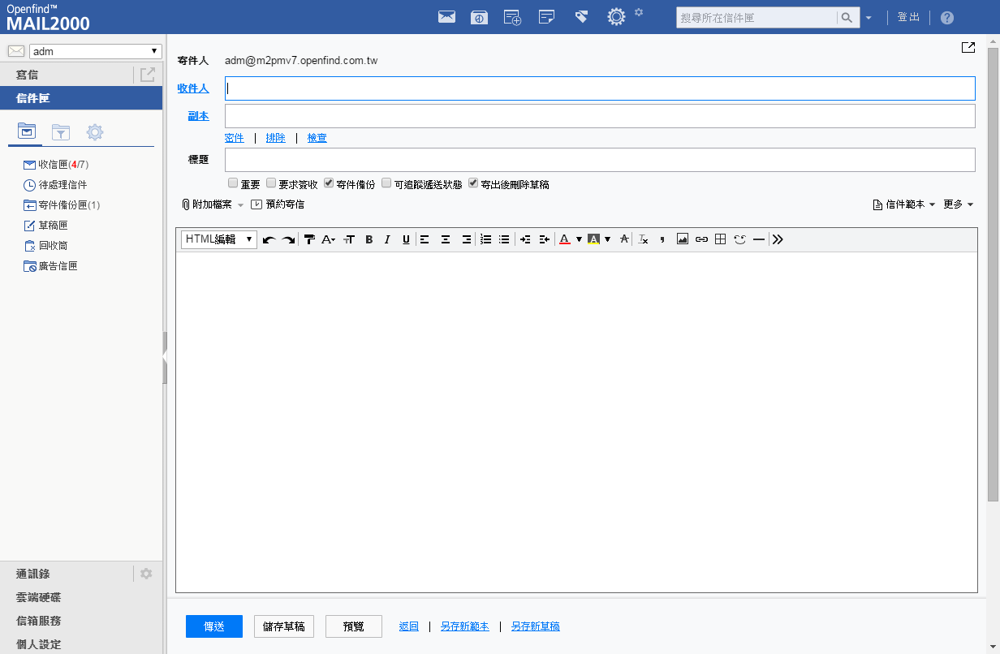 Openfind™
MAIL2000
搜尋所在信件匣
登出
adm
寫信
信件匣
收信匣(4/7)
待處理信件
寄件備份匣(1)
草稿匣
回收筒
廣告信匣
通訊錄
雲端硬碟
信箱服務
個人設定
寄件人 adm@m2pmv7.openfind.com.tw
收件人
副本
密件 | 排除 | 檢查
標題
重要 要求簽收 寄件備份 可追蹤遞送狀態 寄出後刪除草稿
附加檔案 預約寄信 信件範本 更多
HTML編輯
傳送 儲存草稿 預覽 返回 | 另存新範本 | 另存新草稿